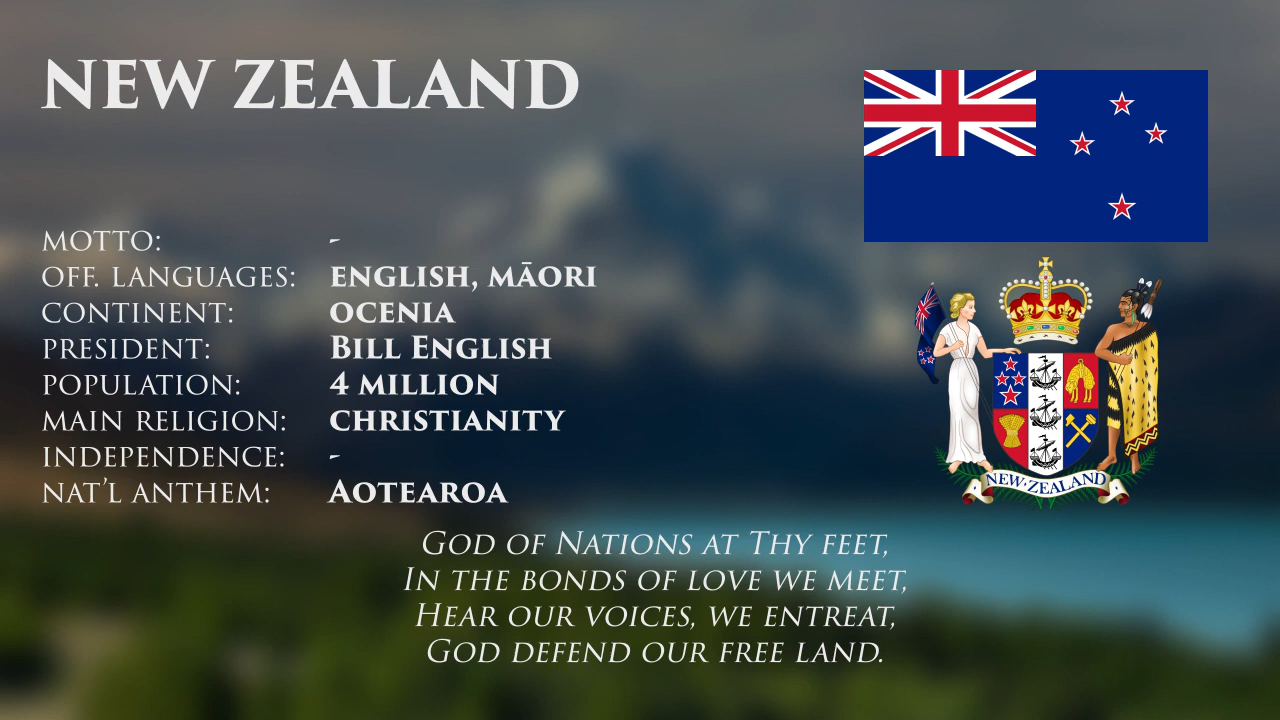 NEW ZEALAND
MOTTO: -
OFF. LANGUAGES: ENGLISH, MĀORI
CONTINENT: OCENIA
PRESIDENT: BILL ENGLISH
POPULATION: 4 MILLION
MAIN RELIGION: CHRISTIANITY
INDEPENDENCE: -
NAT'L ANTHEM: AOTEAROA
NEW·ZEALAND
GOD OF NATIONS AT THY FEET,
IN THE BONDS OF LOVE WE MEET,
HEAR OUR VOICES, WE ENTREAT,
GOD DEFEND OUR FREE LAND.